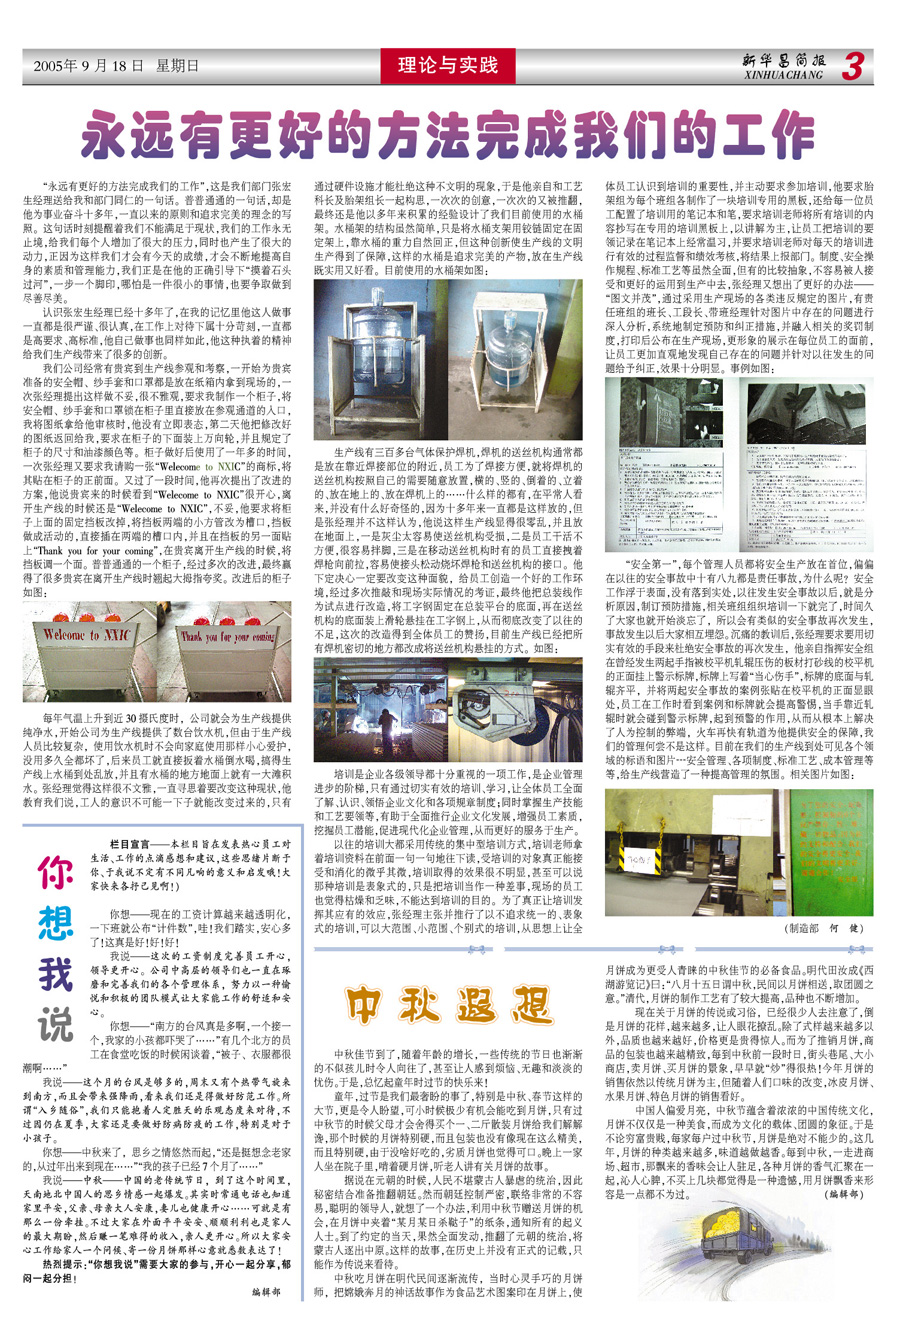 2005年 9 月 18 日 星期日
理论与实践
新华昌简报
XINHUACHANG
3
永远有更好的方法完成我们的工作
“永远有更好的方法完成我们的工作”,这是我们部门张宏
生经理送给我和部门同仁的一句话。普普通通的一句话,却是
他为事业奋斗十多年,一直以来的原则和追求完美的理念的写
照。这句话时刻提醒着我们不能满足于现状,我们的工作永无
止境,给我们每个人增加了很大的压力,同时也产生了很大的
动力,正因为这样我们才会有今天的成绩,才会不断地提高自
身的素质和管理能力,我们正是在他的正确引导下“摸着石头
过河”,一步一个脚印,哪怕是一件很小的事情,也要争取做到
尽善尽美。
认识张宏生经理已经十多年了,在我的记忆里他这人做事
一直都是很严谨、很认真,在工作上对待下属十分苛刻,一直都
是高要求、高标准,他自己做事也同样如此,他这种执着的精神
给我们生产线带来了很多的创新。
我们公司经常有贵宾到生产线参观和考察,一开始为贵宾
准备的安全帽、纱手套和口罩都是放在纸箱内拿到现场的,一
次张经理提出这样做不妥,很不雅观,要求我制作一个柜子,将
安全帽、纱手套和口罩锁在柜子里直接放在参观通道的入口,
我将图纸拿给他审核时,他没有立即表态,第二天他把修改好
的图纸返回给我,要求在柜子的下面装上万向轮,并且规定了
柜子的尺寸和油漆颜色等。柜子做好后使用了一年多的时间,
一次张经理又要求我请购一张“Welecome to NXIC”的商标,将
其贴在柜子的正前面。又过了一段时间,他再次提出了改进的
方案,他说贵宾来的时候看到“Welecome to NXIC”很开心,离
开生产线的时候还是“Welecome to NXIC”,不妥,他要求将柜
子上面的固定挡板改掉,将挡板两端的小方管改为槽口,挡板
做成活动的,直接插在两端的槽口内,并且在挡板的另一面贴
上“Thank you for your coming”,在贵宾离开生产线的时候,将
挡板调一个面。普普通通的一个柜子,经过多次的改进,最终赢
得了很多贵宾在离开生产线时翘起大拇指夸奖。改进后的柜子
如图:
Welecome to NXIC
Thank you for your coming
每年气温上升到近 30 摄氏度时,公司就会为生产线提供
纯净水,开始公司为生产线提供了数台饮水机,但由于生产线
人员比较复杂,使用饮水机时不会向家庭使用那样小心爱护,
没用多久全都坏了,后来员工就直接扳着水桶倒水喝,搞得生
产线上水桶到处乱放,并且有水桶的地方地面上就有一大滩积
水。张经理觉得这样很不文雅,一直寻思着要改变这种现状,他
教育我们说,工人的意识不可能一下子就能改变过来的,只有
通过硬件设施才能杜绝这种不文明的现象,于是他亲自和工艺
科长及胎架组长一起构思,一次次的创意,一次次的又被推翻,
最终还是他以多年来积累的经验设计了我们目前使用的水桶
架。水桶架的结构虽然简单,只是将水桶支架用铰链固定在固
定架上,靠水桶的重力自然回正,但这种创新使生产线的文明
生产得到了保障,这样的水桶是追求完美的产物,放在生产线
既实用又好看。目前使用的水桶架如图:
生产线有三百多台气体保护焊机,焊机的送丝机构通常都
是放在靠近焊接部位的附近,员工为了焊接方便,就将焊机的
送丝机构按照自己的需要随意放置,横的、竖的、倒着的、立着
的、放在地上的、放在焊机上的……什么样的都有,在平常人看
来,并没有什么好奇怪的,因为十多年来一直都是这样放的,但
是张经理并不这样认为,他说这样生产线显得很零乱,并且放
在地面上,一是灰尘太容易使送丝机构受损,二是员工干活不
方便,很容易拌脚,三是在移动送丝机构时有的员工直接拽着
焊枪向前拉,容易使接头松动烧坏焊枪和送丝机构的接口。他
下定决心一定要改变这种面貌,给员工创造一个好的工作环
境,经过多次推敲和现场实际情况的考证,最终他把总装线作
为试点进行改造,将工字钢固定在总装平台的底面,再在送丝
机构的底面装上滑轮悬挂在工字钢上,从而彻底改变了以往的
不足,这次的改造得到全体员工的赞扬,目前生产线已经把所
有焊机密切的地方都改成将送丝机构悬挂的方式。如图:
培训是企业各级领导都十分重视的一项工作,是企业管理
进步的阶梯,只有通过切实有效的培训、学习,让全体员工全面
了解、认识、领悟企业文化和各项规章制度;同时掌握生产技能
和工艺要领等,有助于全面推行企业文化发展,增强员工素质,
挖掘员工潜能,促进现代化企业管理,从而更好的服务于生产。
以往的培训都采用传统的集中型培训方式,培训老师拿
着培训资料在前面一句一句地往下读,受培训的对象真正能接
受和消化的微乎其微,培训取得的效果很不明显,甚至可以说
那种培训是表象式的,只是把培训当作一种差事,现场的员工
也觉得枯燥和乏味,不能达到培训的目的。为了真正让培训发
挥其应有的效应,张经理主张并推行了以不追求统一的、表象
式的培训,可以大范围、小范围、个别式的培训,从思想上让全
体员工认识到培训的重要性,并主动要求参加培训,他要求胎
架组为每个班组各制作了一块培训专用的黑板,还给每一位员
工配置了培训用的笔记本和笔,要求培训老师将所有培训的内
容抄写在专用的培训黑板上,以讲解为主,让员工把培训的要
领记录在笔记本上经常温习,并要求培训老师对每天的培训进
行有效的过程监督和绩效考核,将结果上报部门。制度、安全操
作规程、标准工艺等虽然全面,但有的比较抽象,不容易被人接
受和更好的运用到生产中去,张经理又想出了更好的办法——
“图文并茂”,通过采用生产现场的各类违反规定的图片,有责
任班组的班长、工段长、带班经理针对图片中存在的问题进行
深入分析,系统地制定预防和纠正措施,并融入相关的奖罚制
度,打印后公布在生产现场,更形象的展示在每位员工的面前,
让员工更加直观地发现自己存在的问题并针对以往发生的问
题给予纠正,效果十分明显。事例如图:
“安全第一”,每个管理人员都将安全生产放在首位,偏偏
在以往的安全事故中十有八九都是责任事故,为什么呢?安全
工作浮于表面,没有落到实处,以往发生安全事故以后,就是分
析原因,制订预防措施,相关班组组织培训一下就完了,时间久
了大家也就开始淡忘了,所以会有类似的安全事故再次发生,
事故发生以后大家相互埋怨。沉痛的教训后,张经理要求要用切
实有效的手段来杜绝安全事故的再次发生,他亲自指挥安全组
在曾经发生两起手指被校平机轧辊压伤的板材打砂线的校平机
的正面挂上警示标牌,标牌上写着“当心伤手”,标牌的底面与轧
辊齐平,并将两起安全事故的案例张贴在校平机的正面显眼
处,员工在工作时看到案例和标牌就会提高警惕,当手靠近轧
辊时就会碰到警示标牌,起到预警的作用,从而从根本上解决
了人为控制的弊端,火车再快有轨道为他提供安全的保障,我
们的管理何尝不是这样。目前在我们的生产线到处可见各个领
域的标语和图片…安全管理、各项制度、标准工艺、成本管理等
等,给生产线营造了一种提高管理的氛围。相关图片如图:
(制造部 何 健)
你想我说
栏目宣言——本栏目旨在发表热心员工对
生活、工作的点滴感想和建议,这些思绪片断于
你、于我说不定有不同凡响的意义和启发哦!大
家快来各抒己见啊!)
你想——现在的工资计算越来越透明化,
一下班就公布“计件数”,哇!我们踏实,安心多
了!这真是好!好!好!
我说——这次的工资制度完善员工开心,
领导更开心。公司中高层的领导们也一直在琢
磨和完善我们的各个管理体系,努力以一种愉
悦和积极的团队模式让大家能工作的舒适和安
心。
你想——“南方的台风真是多啊,一个接一
个,我家的小孩都吓哭了……”有几个北方的员
工在食堂吃饭的时候闲谈着,“被子、衣服都很
潮啊……”
我说——这个月的台风是够多的,周末又有个热带气旋来
到南方,而且会带来强降雨,看来我们还是得做好防范工作。所
谓“入乡随俗”,我们只能抱着人定胜天的乐观态度来对待,不
过因仍在夏季,大家还是要做好防病防疫的工作,特别是对于
小孩子。
你想——中秋来了,思乡之情悠然而起,“还是挺想念老家
的,从过年出来到现在……”“我的孩子已经 7 个月了……”
我说——中秋——中国的老传统节日,到了这个时间里,
天南地北中国人的思乡情感一起爆发。其实时常通电话也知道
家里平安,父亲、母亲大人安康,妻儿也健康开心……可就是有
那么一份牵挂。不过大家在外面平平安安、顺顺利利也是家人
的最大期盼,然后赚一笔难得的收入,亲人更开心。所以大家安
心工作给家人一个问候、寄一份月饼那样心意就悉数表达了!
热烈提示:“你想我说”需要大家的参与,开心一起分享,郁
闷一起分担!
编辑部
中秋遐想
中秋佳节到了,随着年龄的增长,一些传统的节日也渐渐
的不似孩儿时令人向往了,甚至让人感到烦恼、无趣和淡淡的
忧伤。于是,总忆起童年时过节的快乐来!
童年,过节是我们最奢盼的事了,特别是中秋、春节这样的
大节,更是令人盼望,可小时候极少有机会能吃到月饼,只有过
中秋节的时候父母才会舍得买个一、二斤散装月饼给我们解解
馋,那个时候的月饼特别硬,而且包装也没有像现在这么精美,
而且特别硬,由于没啥好吃的,劣质月饼也觉得可口。晚上一家
人坐在院子里,啃着硬月饼,听老人讲有关月饼的故事。
据说在元朝的时候,人民不堪蒙古人暴虐的统治,因此
秘密结合准备推翻朝廷。然而朝廷控制严密,联络非常的不容
易,聪明的领导人,就想了一个办法,利用中秋节赠送月饼的机
会,在月饼中夹着“某月某日杀鞑子”的纸条,通知所有的起义
人士。到了约定的当天,果然全面发动,推翻了元朝的统治,将
蒙古人逐出中原。这样的故事,在历史上并没有正式的记载,只
能作为传说来看待。
中秋吃月饼在明代民间逐渐流传,当时心灵手巧的月饼
师,把嫦娥奔月的神话故事作为食品艺术图案印在月饼上,使
月饼成为更受人青睐的中秋佳节的必备食品。明代田汝成《西
湖游览记》曰:“八月十五日谓中秋,民间以月饼相送,取团圆之
意。”清代,月饼的制作工艺有了较大提高,品种也不断增加。
现在关于月饼的传说或习俗,已经很少人去注意了,倒
是月饼的花样,越来越多,让人眼花撩乱。除了式样越来越多以
外,品质也越来越好,价格更是贵得惊人。而为了推销月饼,商
品的包装也越来越精致,每到中秋前一段时日,街头巷尾、大小
商店,卖月饼、买月饼的景象,早早就“炒”得很热!今年月饼的
销售依然以传统月饼为主,但随着人们口味的改变,冰皮月饼、
水果月饼、特色月饼的销售看好。
中国人偏爱月亮,中秋节蕴含着浓浓的中国传统文化,
月饼不仅仅是一种美食,而成为文化的载体、团圆的象征。于是
不论穷富贵贱,每家每户过中秋节,月饼是绝对不能少的。这几
年,月饼的种类越来越多,味道越做越香。每到中秋,一走进商
场、超市,那飘来的香味会让人驻足,各种月饼的香气汇聚在一
起,沁人心脾,不买上几块都觉得是一种遗憾,用月饼飘香来形
容是一点都不为过。 (编辑部)